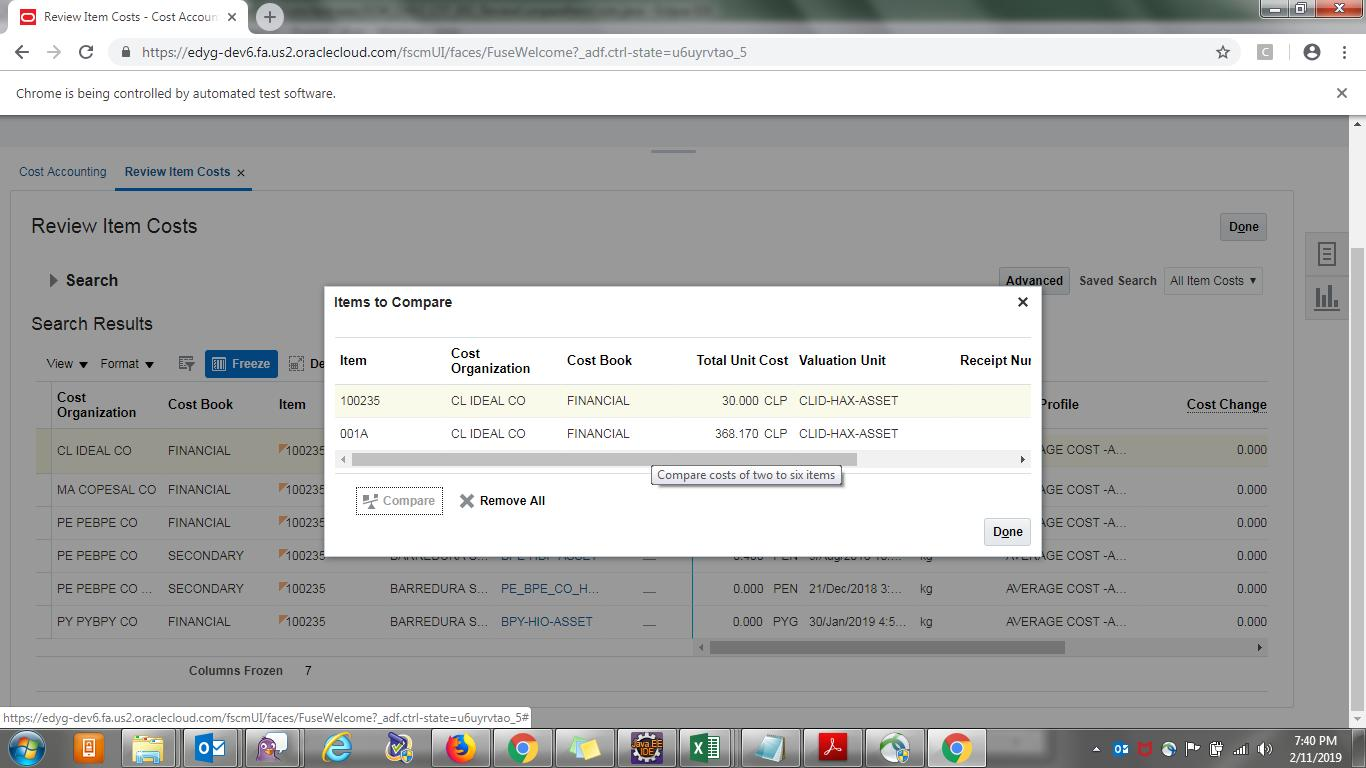 Review Item Costs - Cost Accoun
https://edyg-dev6.fa.us2.oraclecloud.com/fscmUI/faces/FuseWelcome?_adf.ctrl-state=u6uyrvtao_5
C
Chrome is being controlled by automated test software.
Cost Accounting
Review Item Costs
Review Item Costs
Done
Search
Advanced
Saved Search
All Item Costs
Search Results
View
Format
Freeze
De
Items to Compare
Item Cost Organization Cost Book Total Unit Cost Valuation Unit Receipt Nur
100235 CL IDEAL CO FINANCIAL 30.000 CLP CLID-HAX-ASSET
001A CL IDEAL CO FINANCIAL 368.170 CLP CLID-HAX-ASSET
Compare costs of two to six items
Compare
Remove All
Done
Cost Organization Cost Book Item Profile Cost Change
CL IDEAL CO FINANCIAL 100235 AGE COST -A... 0.000
MA COPESAL CO FINANCIAL 100235 AGE COST -A... 0.000
PE PEBPE CO FINANCIAL 100235 AGE COST -A... 0.000
PE PEBPE CO SECONDARY 100235 AGE COST -A... 0.000
PE PEBPE CO ... SECONDARY 100235 BARREDURA S... PE_BPE_CO_H... 0.000 PEN 21/Dec/2018 3:... kg AVERAGE COST -A... 0.000
PY PYBPY CO FINANCIAL 100235 BARREDURA S... BPY-HIO-ASSET 0.000 PYG 30/Jan/2019 4:5... kg AVERAGE COST -A... 0.000
Columns Frozen 7
https://edyg-dev6.fa.us2.oraclecloud.com/fscmUI/faces/FuseWelcome?_adf.ctrl-state=u6uyrvtao_5#
Java EE
IDE
7:40 PM
2/11/2019